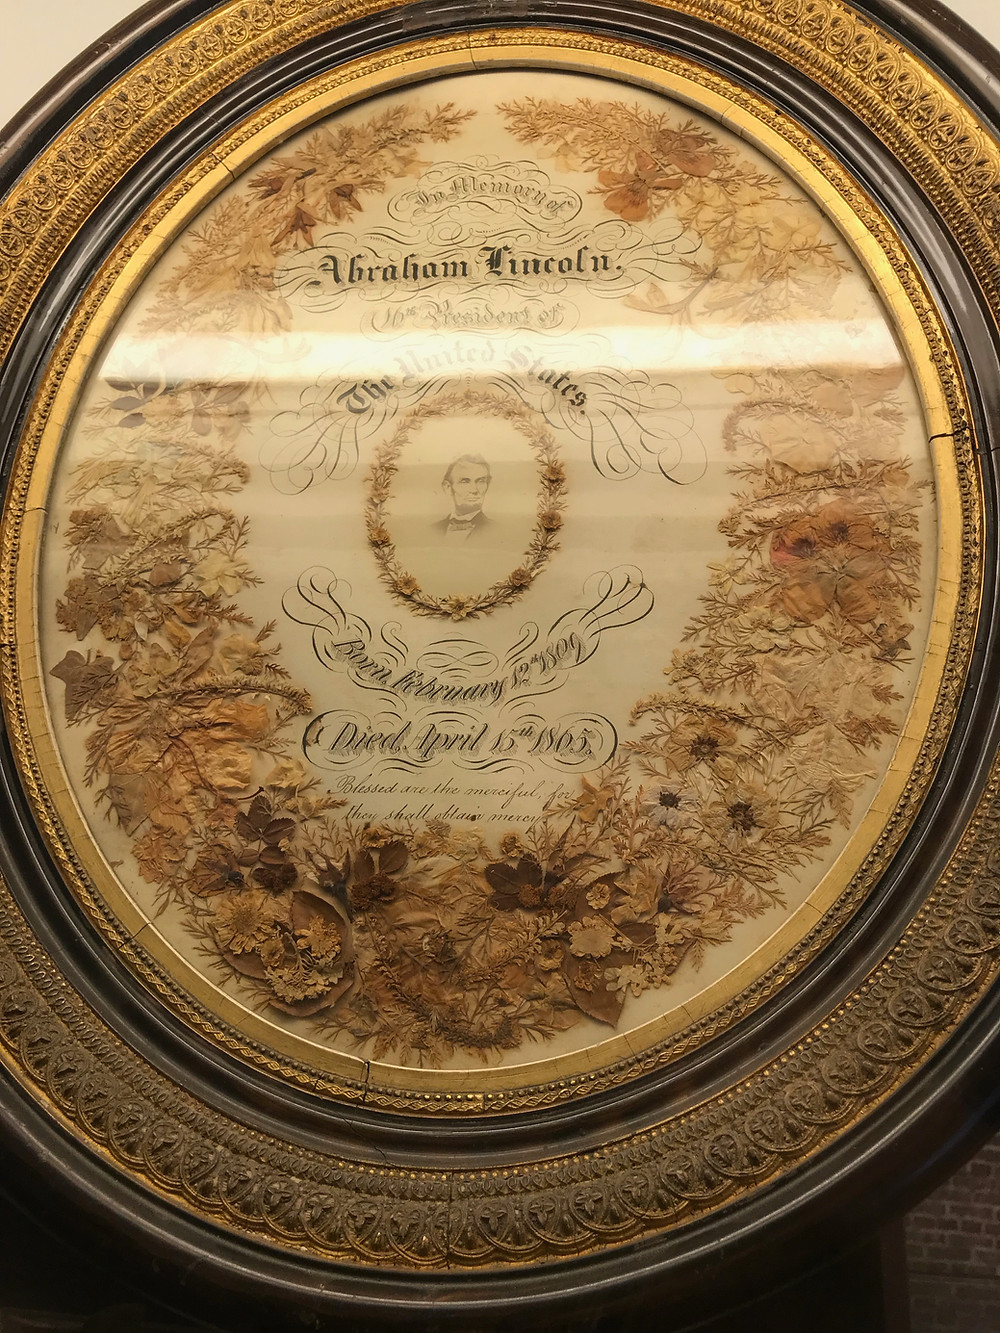 In Memory of
Abraham Lincoln.
16th President of
The United States.
Born February 12th 1809
Died April 15th 1865.
Blessed are the merciful, for
they shall obtain mercy